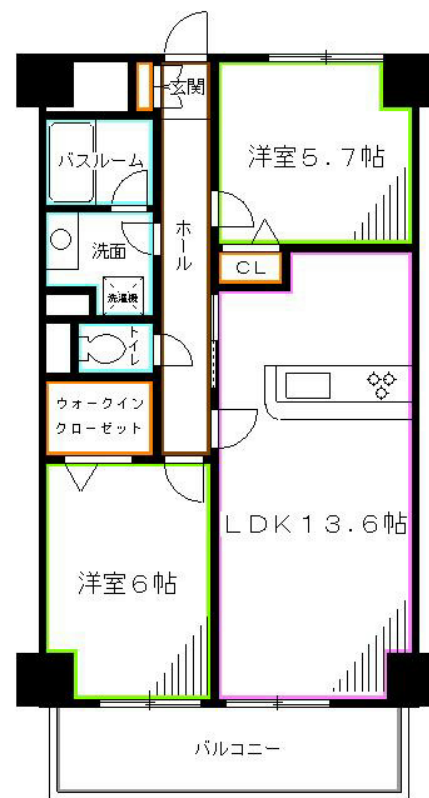 玄関
バスルーム
洋室5.7帖
ホール
洗面
CL
洗濯機
トイレ
ウォークイン
クローゼット
LDK13.6帖
洋室6帖
バルコニー